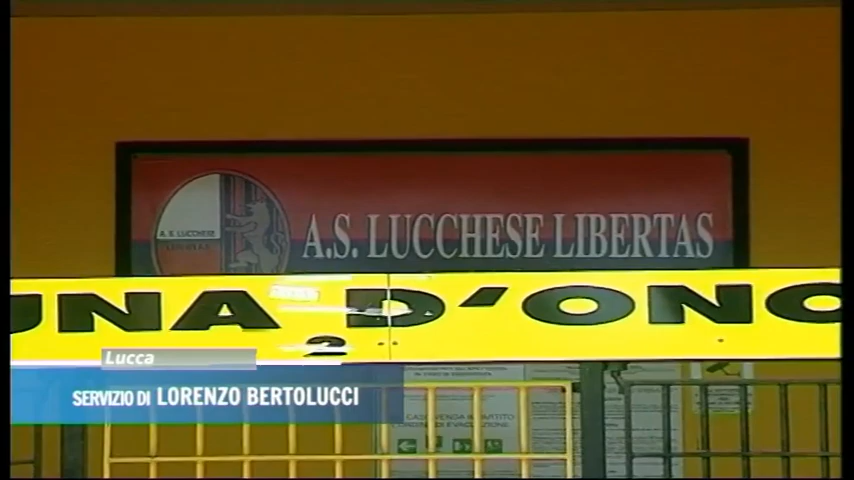 A.S. LUCCHESE LIBERTAS
A. S. LUCCHESE
UNA D'ONO
2
Lucca
SERVIZIO DI LORENZO BERTOLUCCI